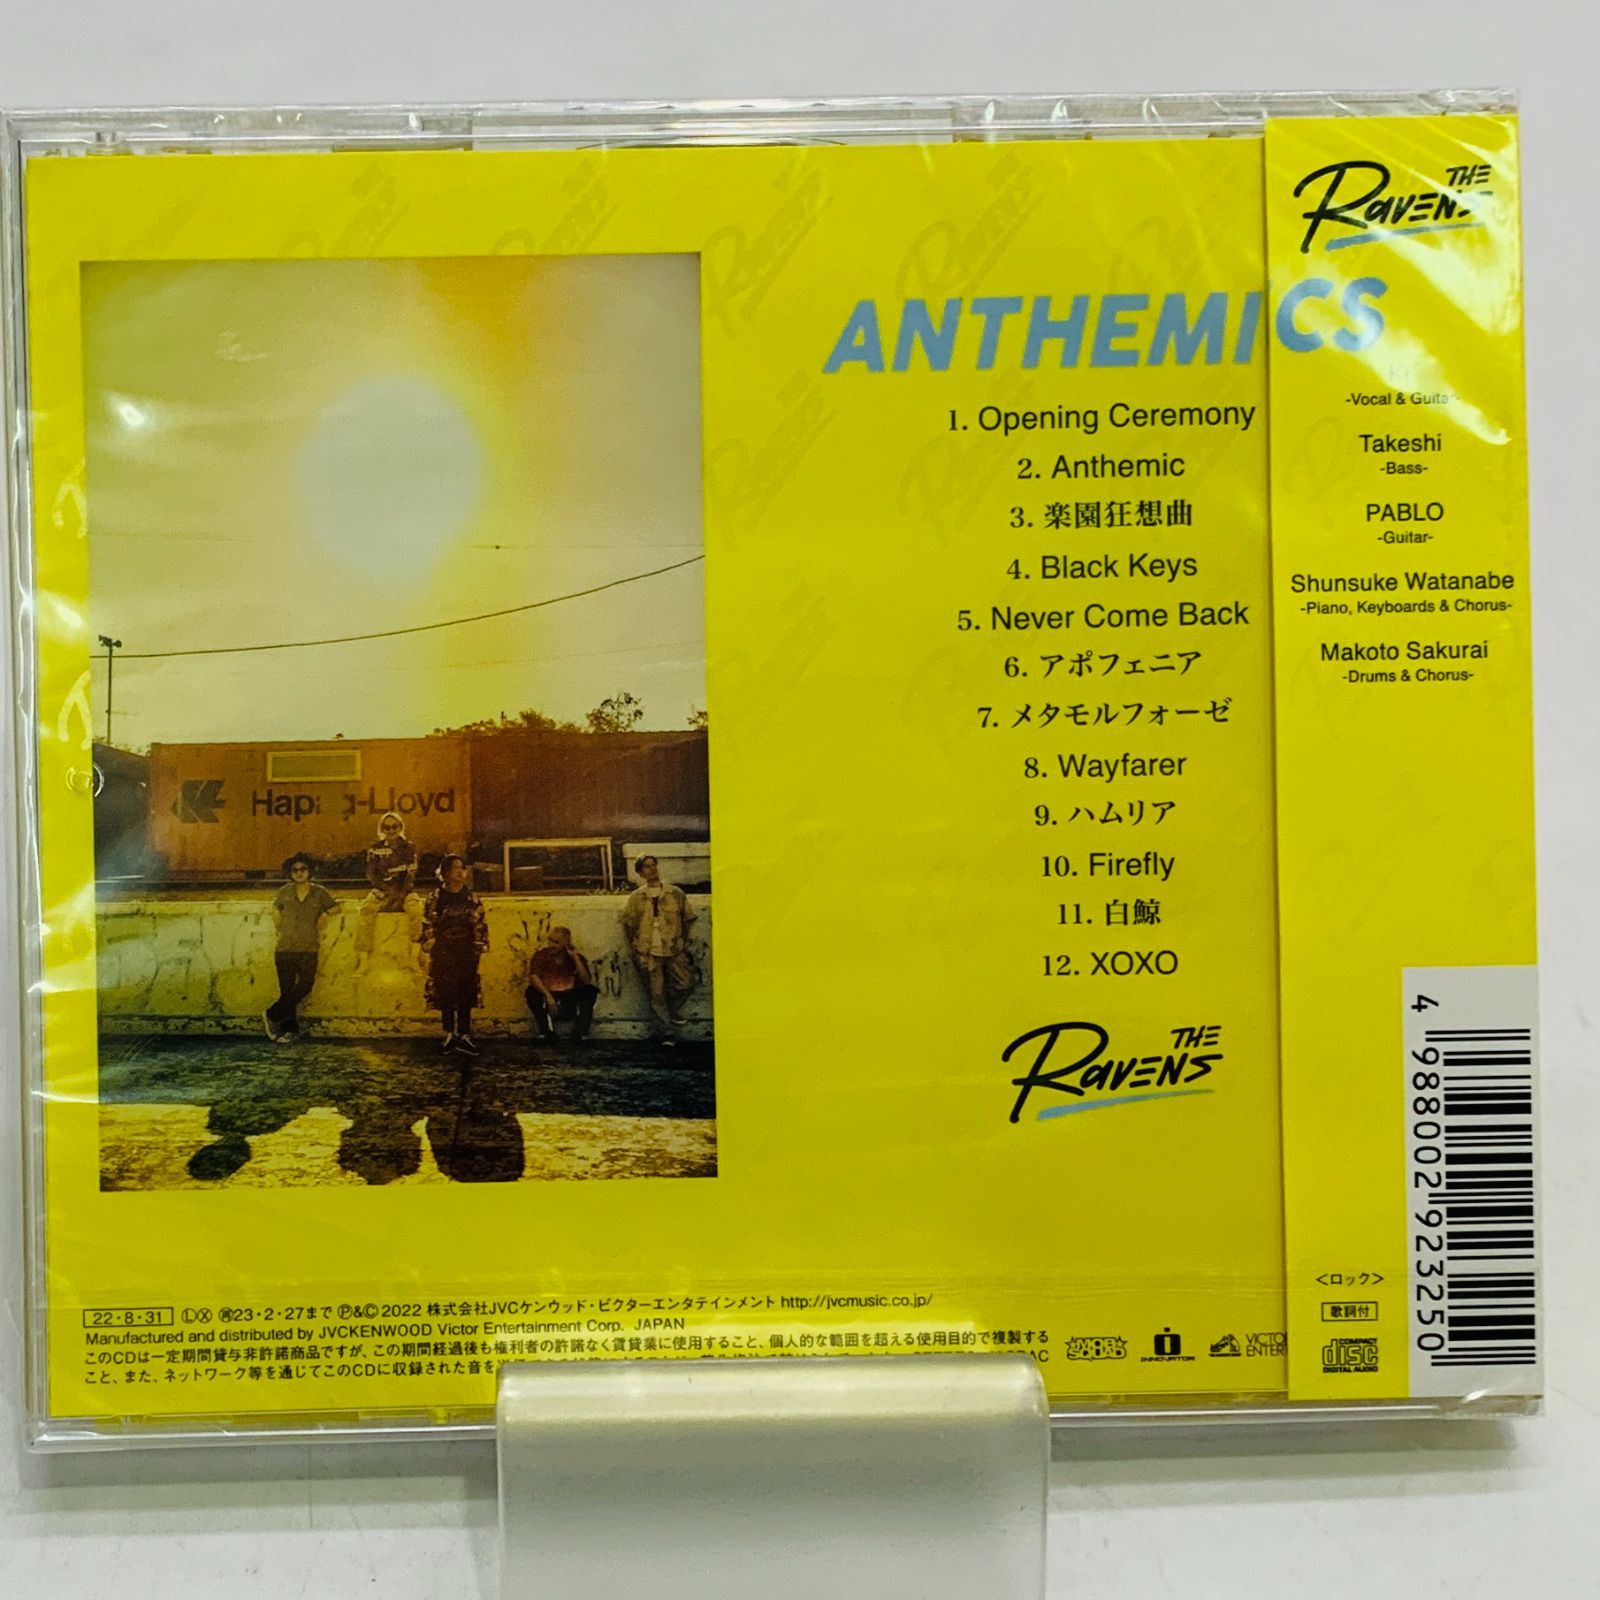 ANTHEMICS
1. Opening Ceremony
2. Anthemic
3. 楽園狂想曲
4. Black Keys
5. Never Come Back
6. アポフェニア
7. メタモルフォーゼ
8. Wayfarer
9. ハムリア
10. Firefly
11. 白鯨
12. XOXO
THE
RAVENS
THE
RAVENS
-Vocal & Guitar-
Takeshi
-Bass-
PABLO
-Guitar-
Shunsuke Watanabe
-Piano, Keyboards & Chorus-
Makoto Sakurai
-Drums & Chorus-
4 988002 923250
<ロック>
歌詞付
COMPACT
disc
DIGITAL AUDIO
Hapag-Lloyd
22・8・31 Ⓛ Ⓧ 23・2・27まで Ⓟ&Ⓒ 2022 株式会社JVCケンウッド・ビクターエンタテインメント http://jvcmusic.co.jp/
Manufactured and distributed by JVCKENWOOD Victor Entertainment Corp. JAPAN
このCDは一定期間貸与非許諾商品ですが、この期間経過後も権利者の許諾なく賃貸業に使用すること、個人的な範囲を超える使用目的で複製する
こと、また、ネットワーク等を通じてこのCDに収録された音を
INNOVATOR
VICTOR
ENTER